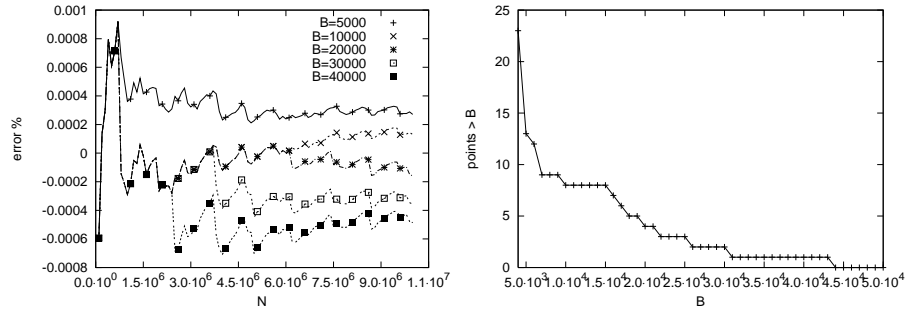 0.001
0.0008
0.0006
0.0004
0.0002
0
-0.0002
-0.0004
-0.0006
-0.0008
error %
B=5000
B=10000
B=20000
B=30000
B=40000
0.0·10⁰ 1.5·10⁶ 3.0·10⁶ 4.5·10⁶ 6.0·10⁶ 7.5·10⁶ 9.0·10⁶ 1.1·10⁷
N
25
20
15
10
5
0
points > B
5.0·10³ 1.0·10⁴ 1.5·10⁴ 2.0·10⁴ 2.5·10⁴ 3.0·10⁴ 3.5·10⁴ 4.0·10⁴ 4.5·10⁴ 5.0·10⁴
B